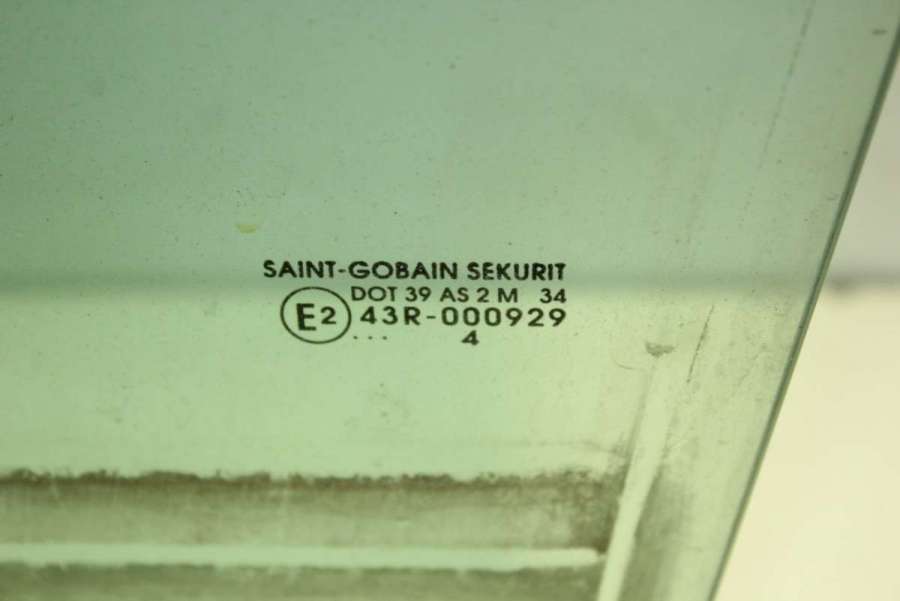 SAINT-GOBAIN SEKURIT
DOT 39 AS 2 M 34
E2 43R-000929
... 4